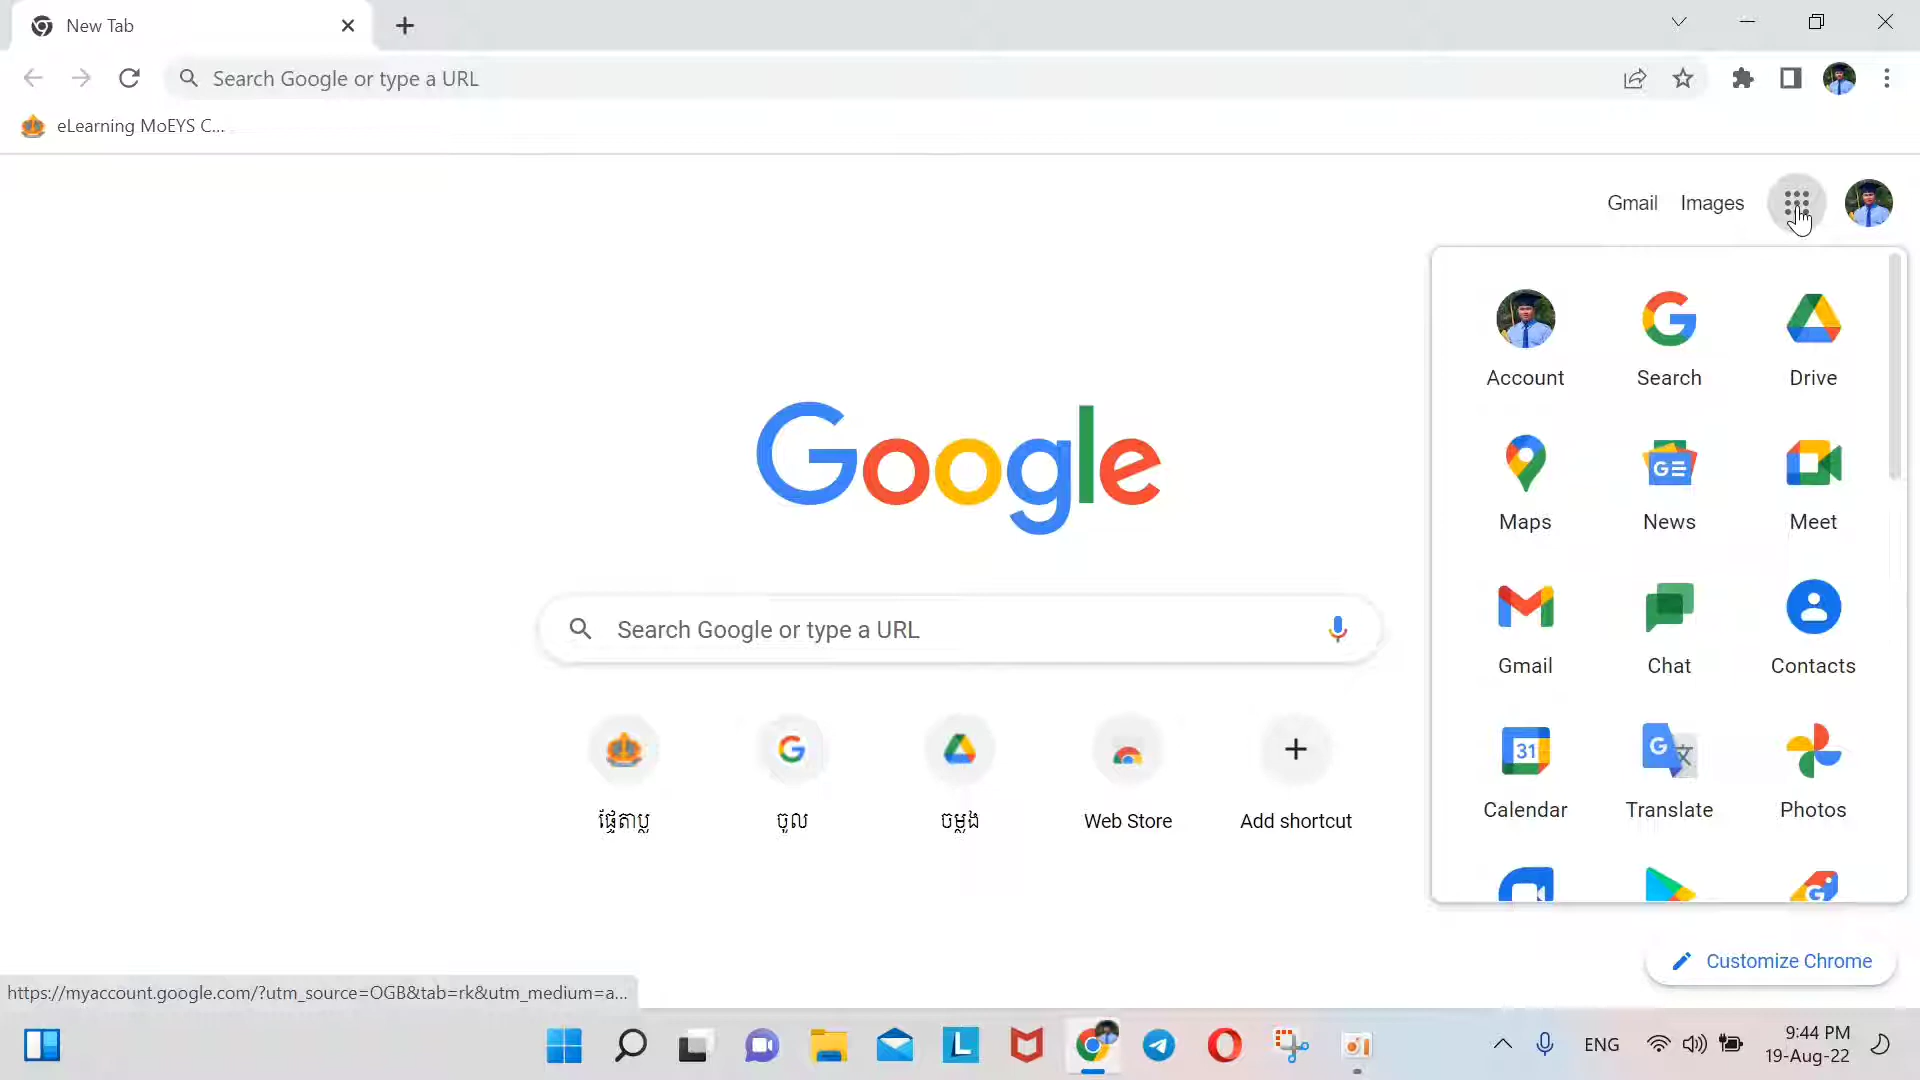 New Tab
Search Google or type a URL
eLearning MoEYS C...
Gmail Images
Account Search Drive
Maps News Meet
Gmail Chat Contacts
Calendar Translate Photos
Google
Search Google or type a URL
ផ្ទៃតាប្លូ ចូល ចម្លង Web Store Add shortcut
Customize Chrome
https://myaccount.google.com/?utm_source=OGB&tab=rk&utm_medium=a...
ENG
9:44 PM
19-Aug-22